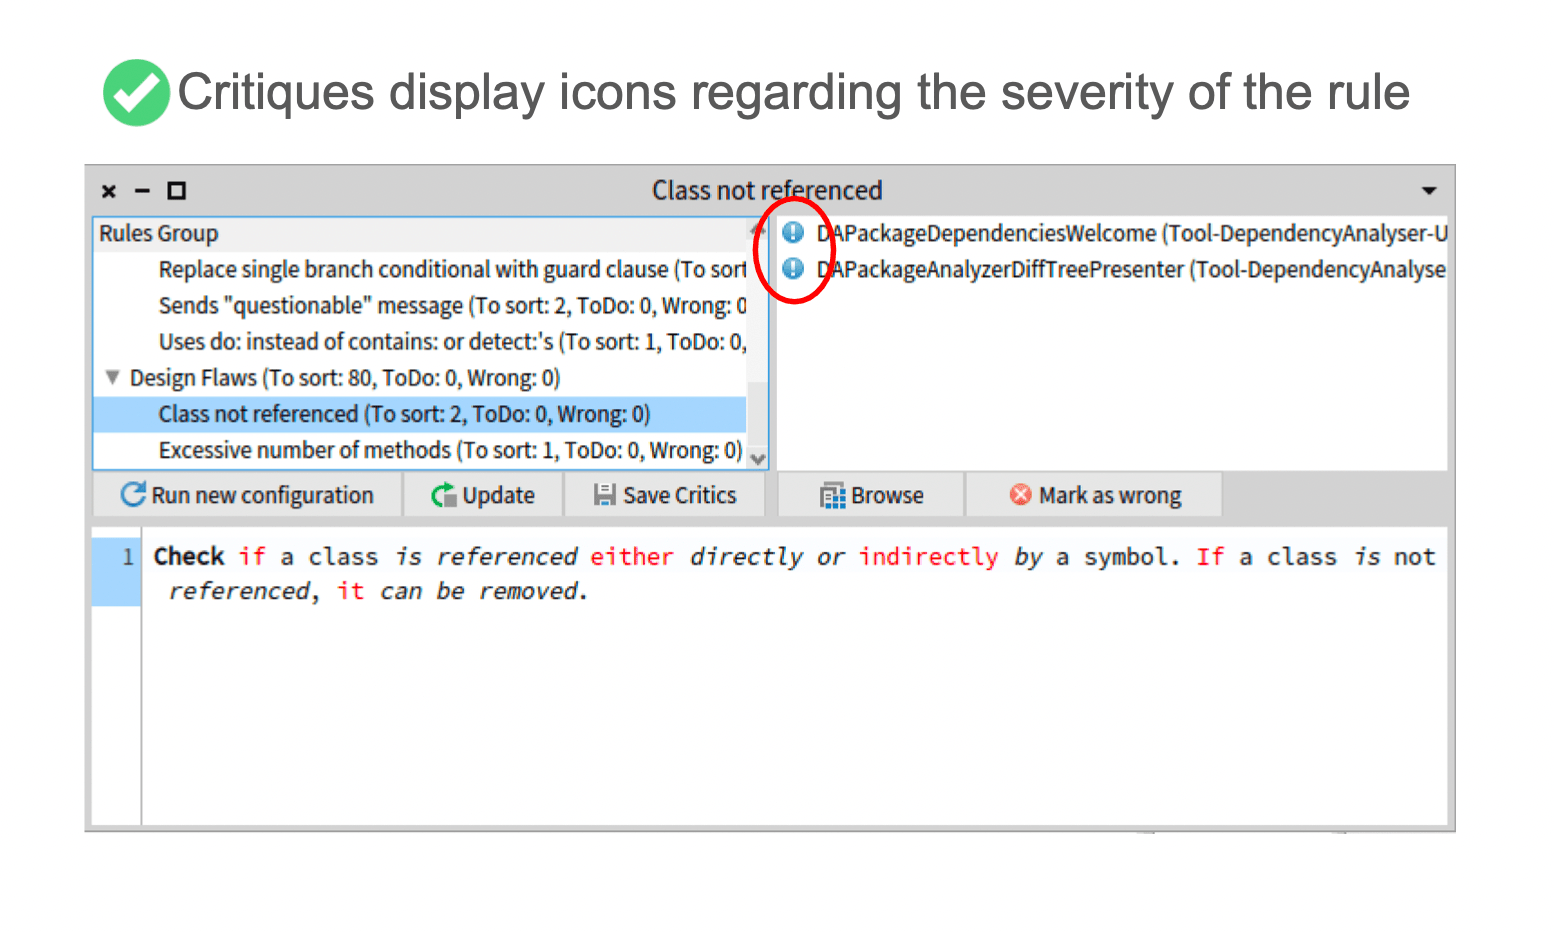 Critiques display icons regarding the severity of the rule
Class not referenced
Rules Group
Replace single branch conditional with guard clause (To sort
Sends "questionable" message (To sort: 2, ToDo: 0, Wrong: 0
Uses do: instead of contains: or detect:'s (To sort: 1, ToDo: 0,
Design Flaws (To sort: 80, ToDo: 0, Wrong: 0)
Class not referenced (To sort: 2, ToDo: 0, Wrong: 0)
Excessive number of methods (To sort: 1, ToDo: 0, Wrong: 0)
DAPackageDependenciesWelcome (Tool-DependencyAnalyser-U
DAPackageAnalyzerDiffTreePresenter (Tool-DependencyAnalyse
Run new configuration
Update
Save Critics
Browse
Mark as wrong
1 Check if a class is referenced either directly or indirectly by a symbol. If a class is not
referenced, it can be removed.